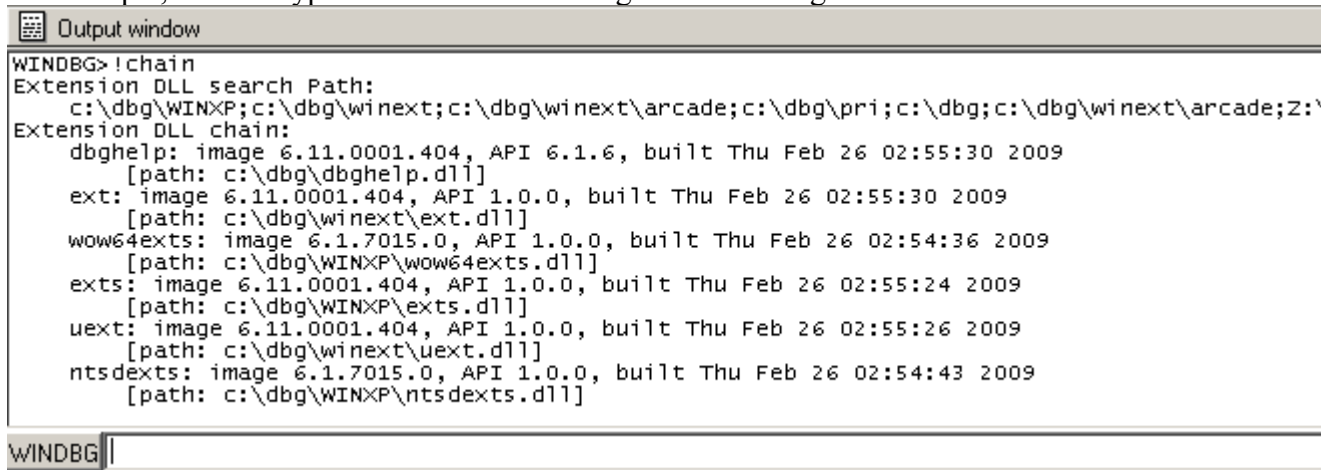 Output window
WINDBG>!chain
Extension DLL search Path:
    c:\dbg\WINXP;c:\dbg\winext;c:\dbg\winext\arcade;c:\dbg\pri;c:\dbg;c:\dbg\winext\arcade;Z:\
Extension DLL chain:
    dbghelp: image 6.11.0001.404, API 6.1.6, built Thu Feb 26 02:55:30 2009
        [path: c:\dbg\dbghelp.dll]
    ext: image 6.11.0001.404, API 1.0.0, built Thu Feb 26 02:55:30 2009
        [path: c:\dbg\winext\ext.dll]
    wow64exts: image 6.1.7015.0, API 1.0.0, built Thu Feb 26 02:54:36 2009
        [path: c:\dbg\WINXP\wow64exts.dll]
    exts: image 6.11.0001.404, API 1.0.0, built Thu Feb 26 02:55:24 2009
        [path: c:\dbg\WINXP\exts.dll]
    uext: image 6.11.0001.404, API 1.0.0, built Thu Feb 26 02:55:26 2009
        [path: c:\dbg\winext\uext.dll]
    ntsdexts: image 6.1.7015.0, API 1.0.0, built Thu Feb 26 02:54:43 2009
        [path: c:\dbg\WINXP\ntsdexts.dll]
WINDBG